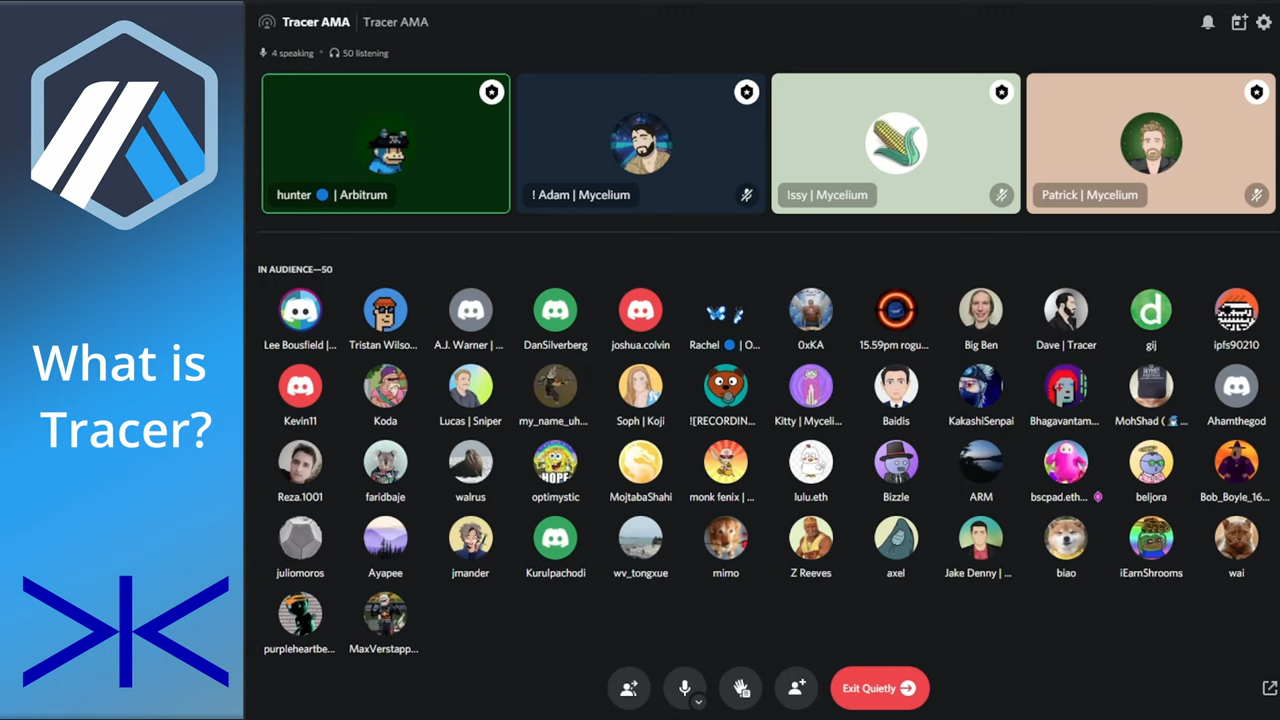 What is
Tracer?
Tracer AMA | Tracer AMA
4 speaking • 50 listening
hunter 🔵 | Arbitrum
! Adam | Mycelium
Issy | Mycelium
Patrick | Mycelium
IN AUDIENCE—50
Lee Bousfield |...
Tristan Wilso...
A.J. Warner | ...
DanSilverberg
joshua.colvin
Rachel 🔵 | O...
0xKA
15.59pm rogu...
Big Ben
Dave | Tracer
gij
ipfs90210
Kevin11
Koda
Lucas | Sniper
my_name_uh...
Soph | Koji
![RECORDIN...
Kitty | Myceli...
Baidis
KakashiSenpai
Bhagavantam...
MohShad ( ...
Ahamthegod
Reza.1001
faridbaje
walrus
HOPE
optimystic
MojtabaShahi
monk fenix | ...
lulu.eth
Bizzle
ARM
bscpad.eth...
beljora
Bob_Boyle_16...
juliomoros
Ayapee
jmander
Kurulpachodi
wv_tongxue
mimo
Z Reeves
axel
Jake Denny | ...
biao
iEarnShrooms
wai
purpleheartbe...
MaxVerstapp...
Exit Quietly